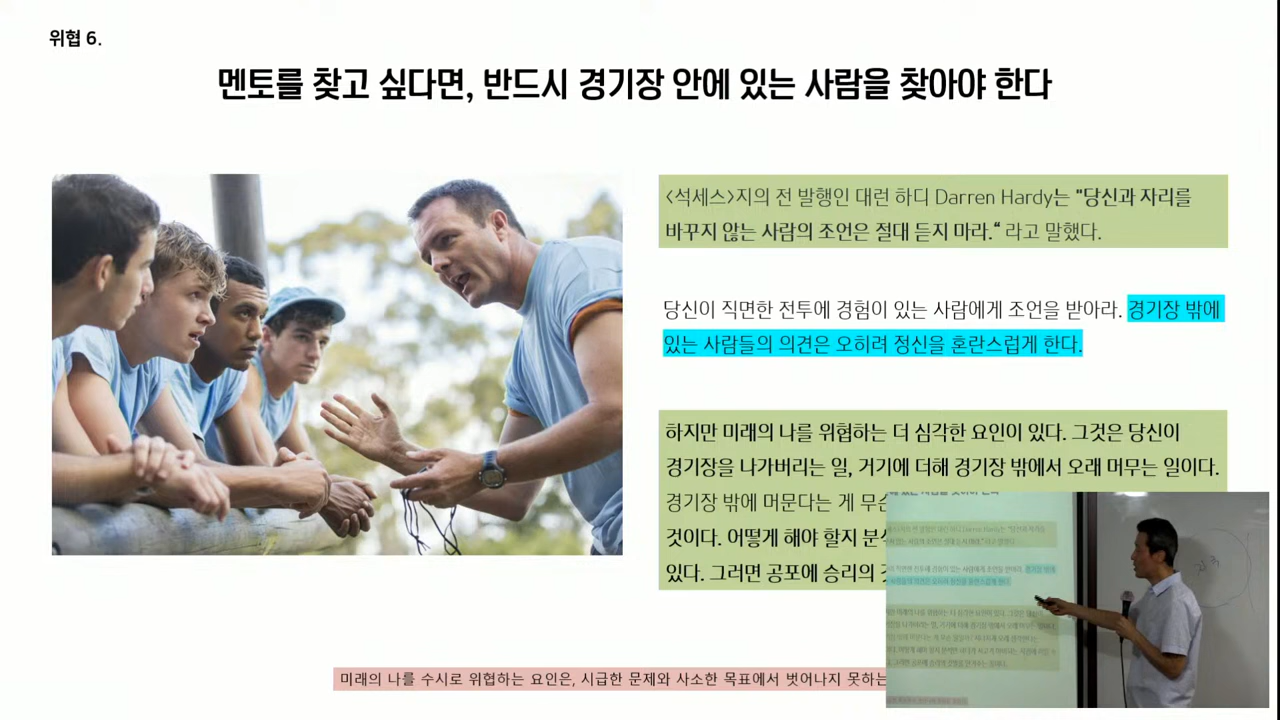 위협 6.
멘토를 찾고 싶다면, 반드시 경기장 안에 있는 사람을 찾아야 한다
<석세스>지의 전 발행인 대런 하디 Darren Hardy는 "당신과 자리를
바꾸지 않는 사람의 조언은 절대 듣지 마라.“ 라고 말했다.
당신이 직면한 전투에 경험이 있는 사람에게 조언을 받아라. 경기장 밖에
있는 사람들의 의견은 오히려 정신을 혼란스럽게 한다.
하지만 미래의 나를 위협하는 더 심각한 요인이 있다. 그것은 당신이
경기장을 나가버리는 일, 거기에 더해 경기장 밖에서 오래 머무는 일이다.
경기장 밖에 머문다는 게
것이다. 어떻게 해야 할지
있다. 그러면 공포에 승리의
미래의 나를 수시로 위협하는 요인은, 시급한 문제와 사소한 목표에서 벗어나지 못하는